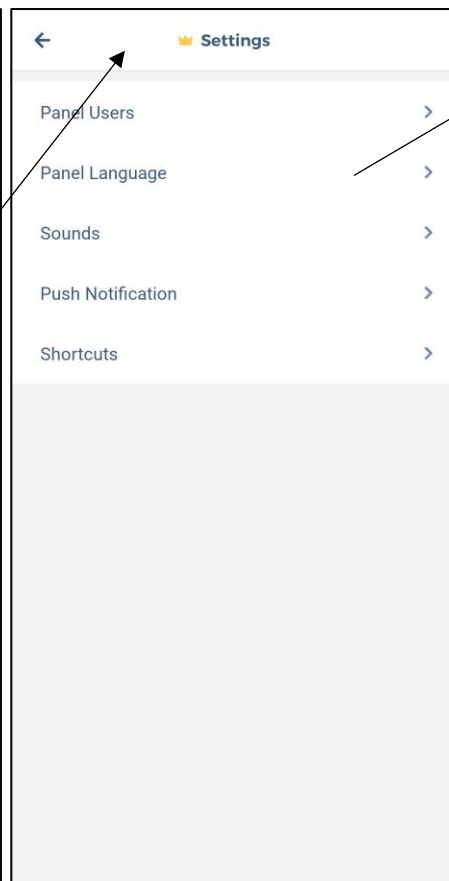 Settings
Panel Users
Panel Language
Sounds
Push Notification
Shortcuts